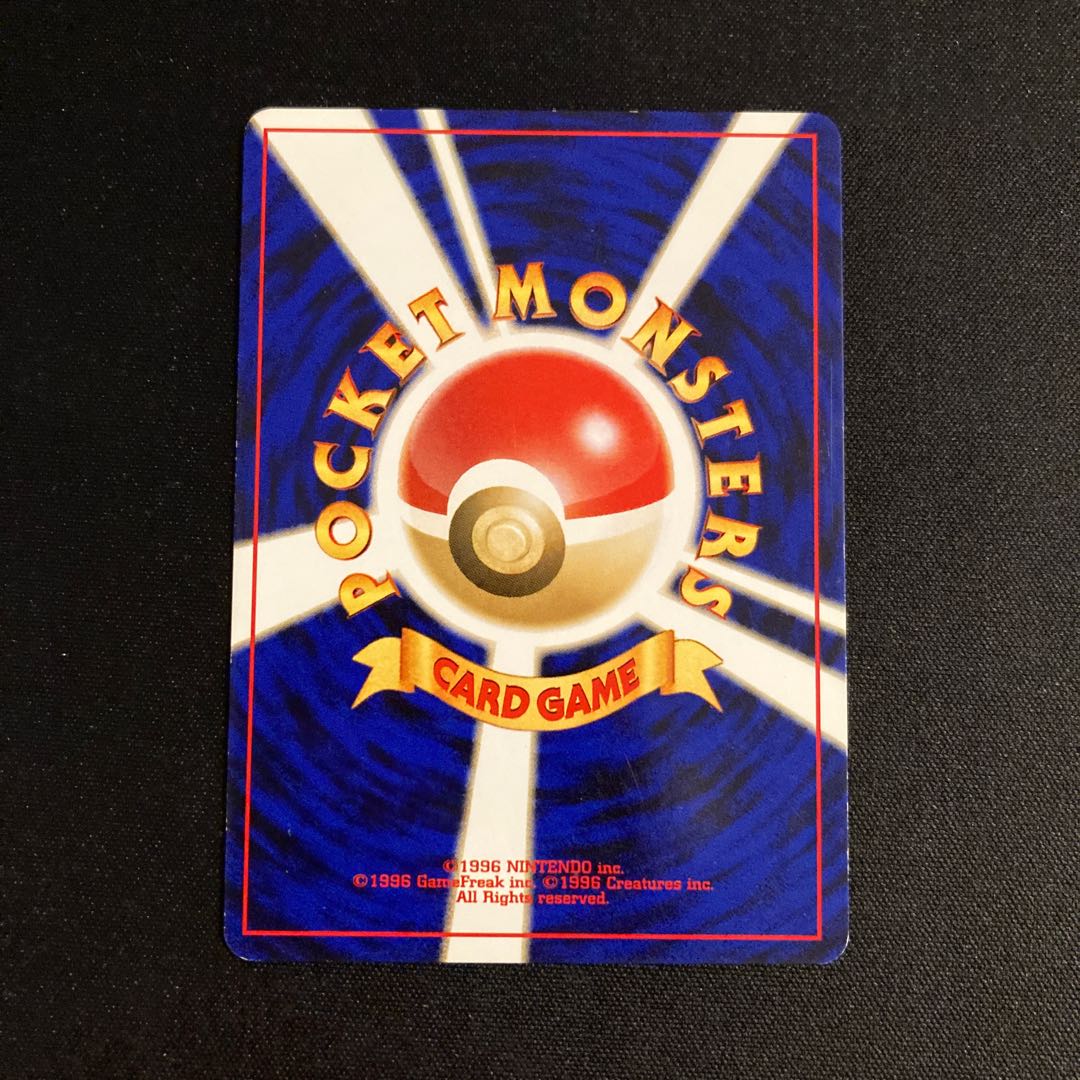 POCKET MONSTERS
CARD GAME
©1996 NINTENDO inc.
©1996 GameFreak inc. ©1996 Creatures inc.
All Rights reserved.